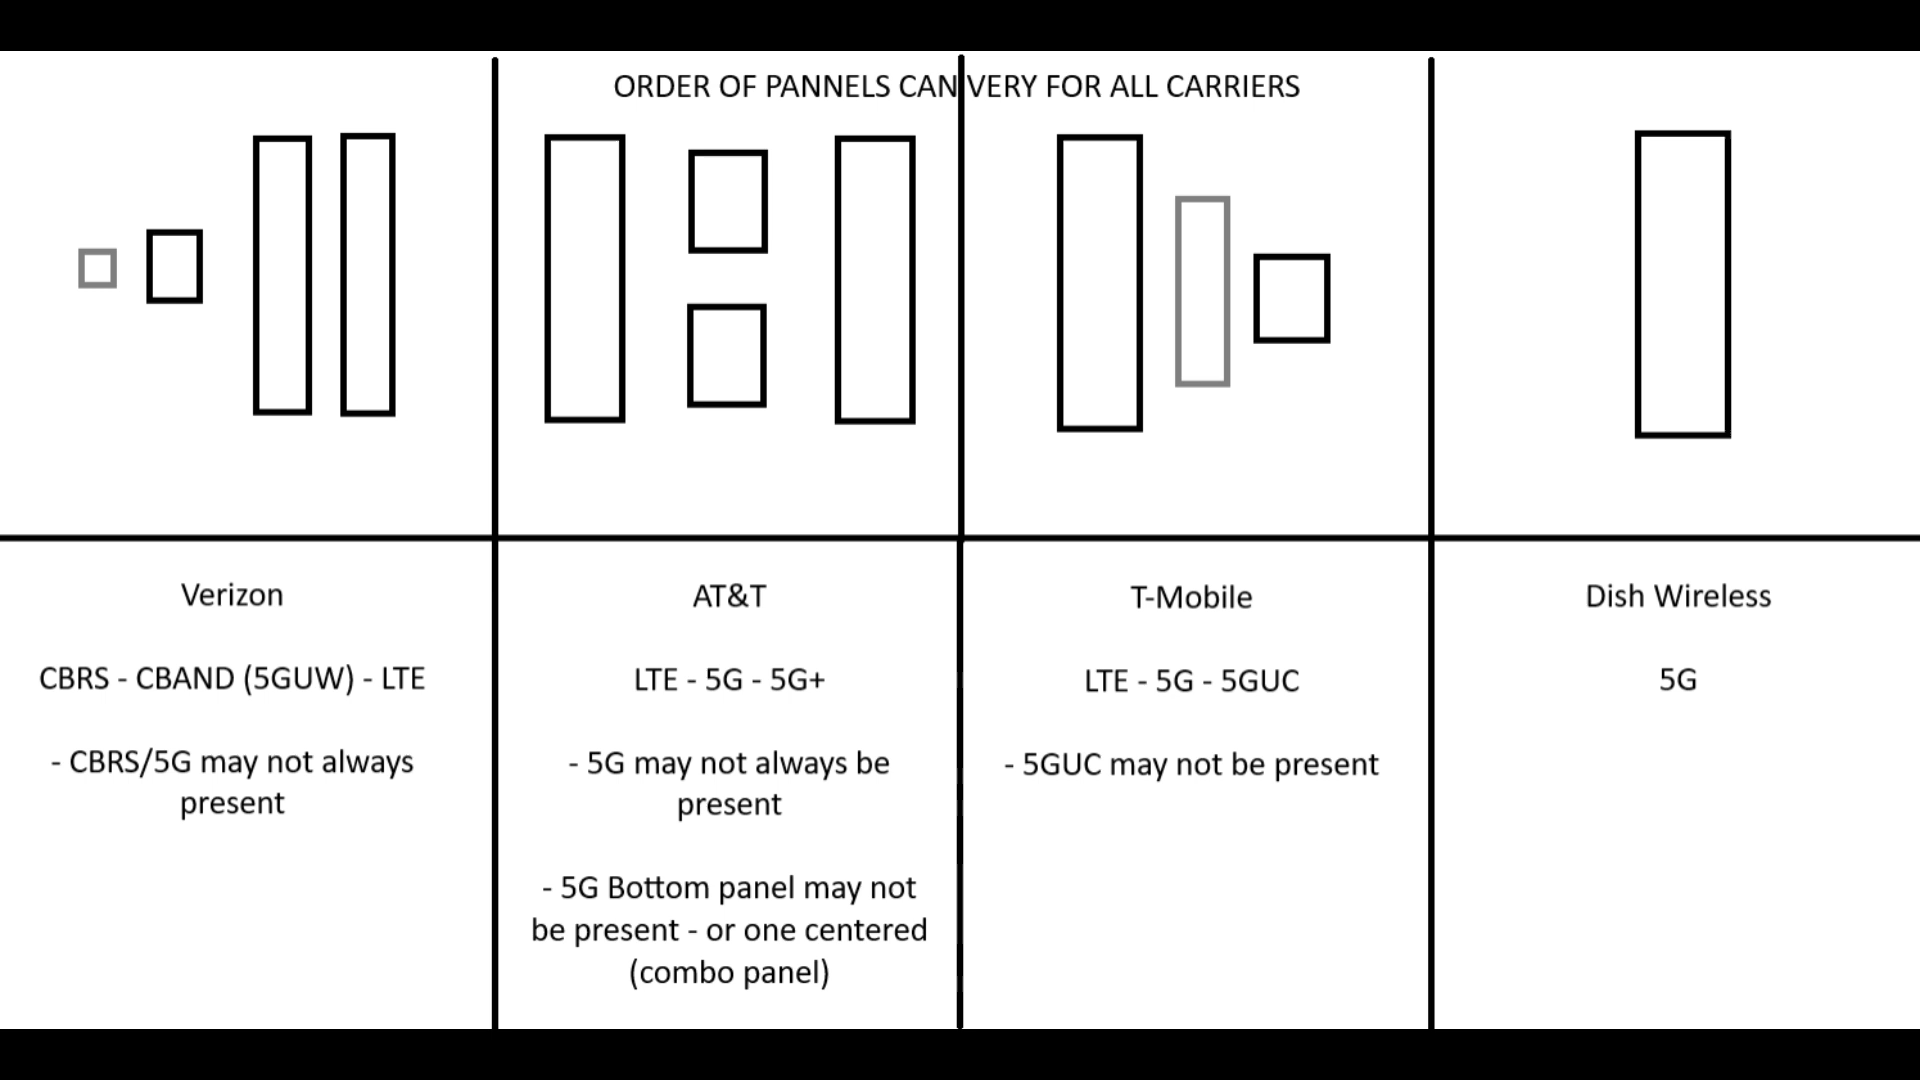 ORDER OF PANNELS CAN VERY FOR ALL CARRIERS
Verizon
CBRS - CBAND (5GUW) - LTE
- CBRS/5G may not always
present
AT&T
LTE - 5G - 5G+
- 5G may not always be
present
- 5G Bottom panel may not
be present - or one centered
(combo panel)
T-Mobile
LTE - 5G - 5GUC
- 5GUC may not be present
Dish Wireless
5G